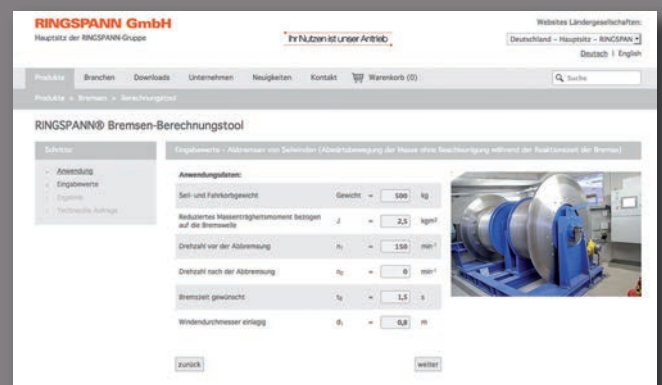 RINGSPANN GmbH
Hauptsitz der RINGSPANN-Gruppe
Ihr Nutzen ist unser Antrieb
Websites Ländergesellschaften:
Deutschland – Hauptsitz – RINGSPAN
Deutsch | English
Produkte Branchen Downloads Unternehmen Neuigkeiten Kontakt Warenkorb (0)
Suche
Produkte > Bremsen > Berechnungstool
RINGSPANN® Bremsen-Berechnungstool
Schritte
Anwendung
Eingabewerte
Ergebnis
Technische Anfrage
Eingabewerte - Abbremsen von Seilwinden (Abwärtsbewegung der Masse ohne Beschleunigung während der Reaktionszeit der Bremse)
Anwendungsdaten:
Seil- und Fahrkorbgewicht Gewicht = 500 kg
Reduziertes Massenträgheitsmoment bezogen
auf die Bremswelle J = 2,5 kgm²
Drehzahl vor der Abbremsung n₁ = 150 min⁻¹
Drehzahl nach der Abbremsung n₂ = 0 min⁻¹
Bremszeit gewünscht = 1,5 s
Windendurchmesser einlagig = 0,8 m
zurück weiter